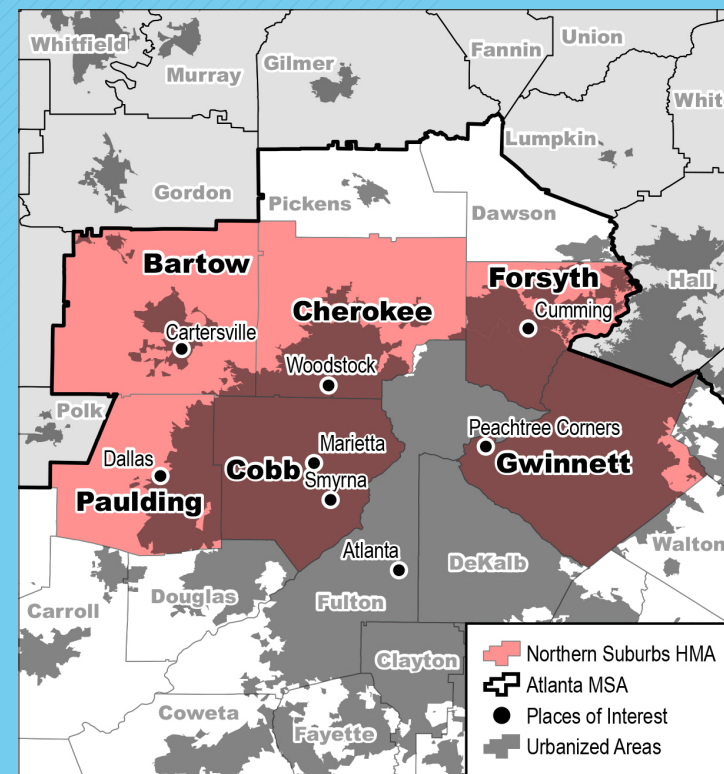 Whitfield
Murray
Gilmer
Fannin
Union
Whit
Lumpkin
Gordon
Pickens
Dawson
Hall
Bartow
Cherokee
Forsyth
Cumming
Cartersville
Woodstock
Polk
Dallas
Paulding
Cobb
Marietta
Smyrna
Peachtree Corners
Gwinnett
Walton
Atlanta
DeKalb
Carroll
Douglas
Fulton
Clayton
Coweta
Fayette
Northern Suburbs HMA
Atlanta MSA
Places of Interest
Urbanized Areas